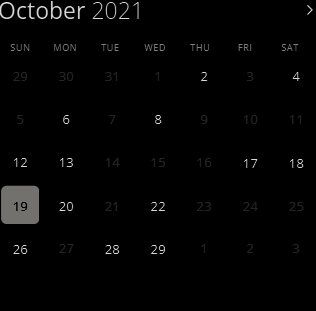 October 2021
SUN MON TUE WED THU FRI SAT
29 30 31 1 2 3 4
5 6 7 8 9 10 11
12 13 14 15 16 17 18
19 20 21 22 23 24 25
26 27 28 29 1 2 3